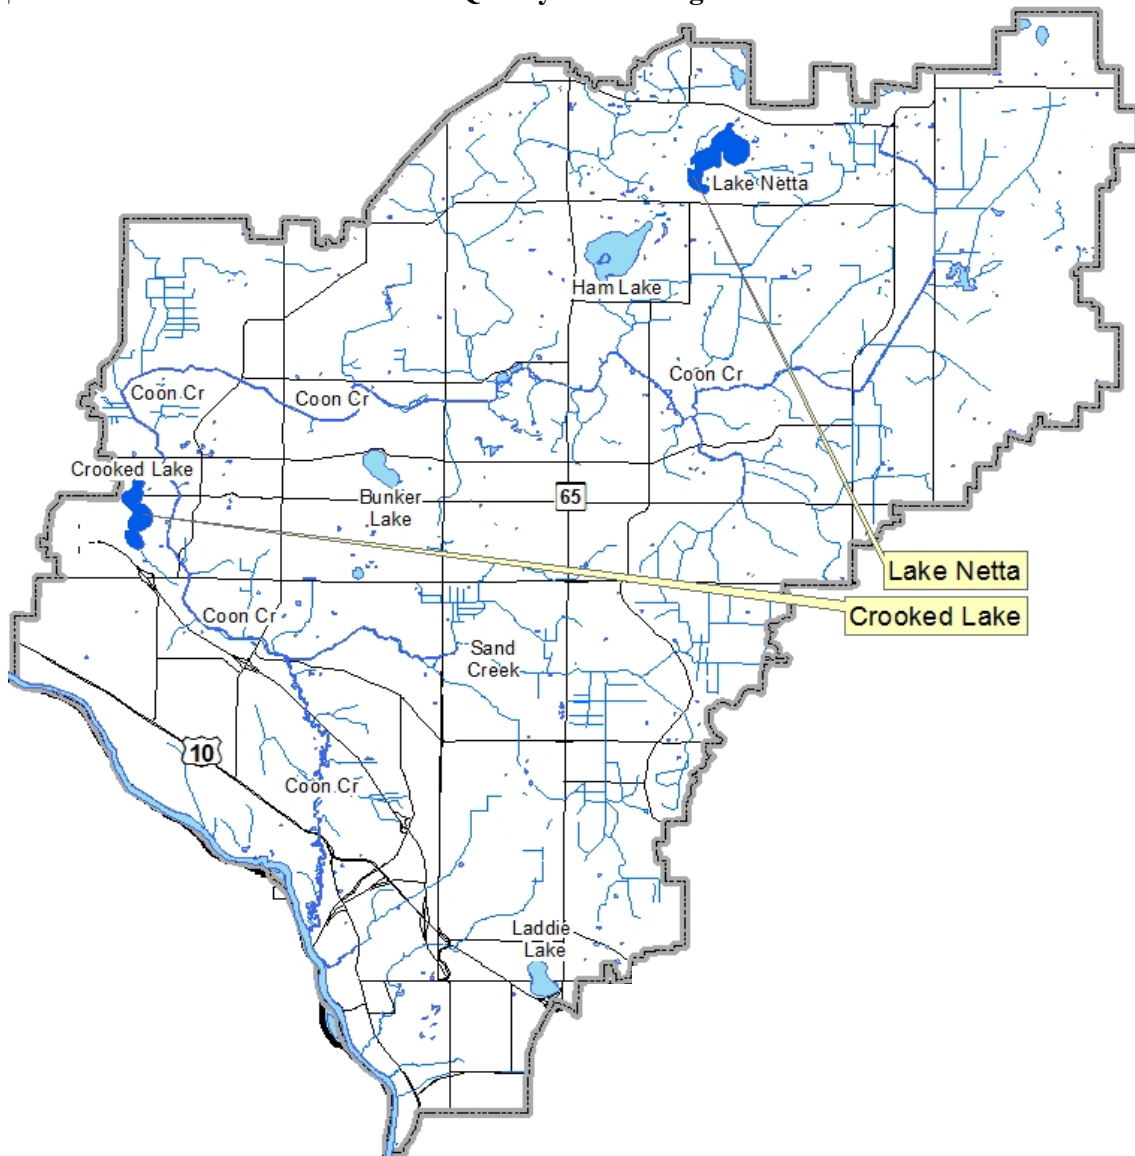 Lake Netta
Ham Lake
Coon Cr
Coon Cr
Coon Cr
Crooked Lake
Bunker
Lake
65
Lake Netta
Crooked Lake
Coon Cr
Sand
Creek
10
Coon Cr
Laddie
Lake